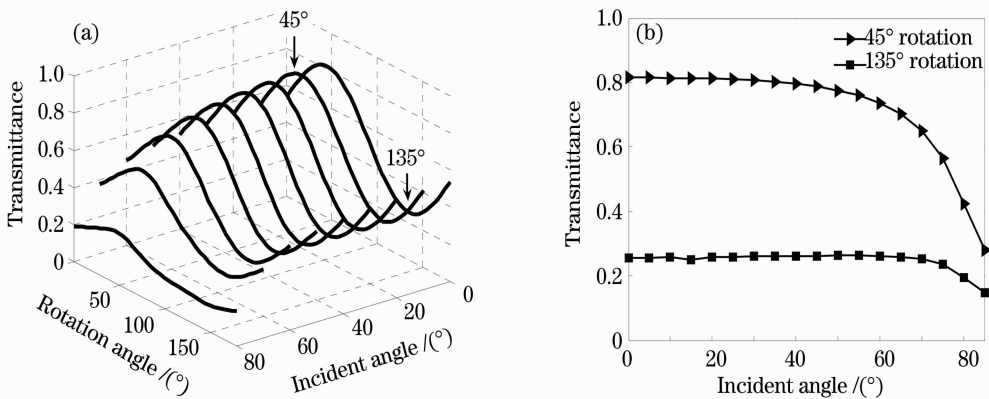 (a)
45°
135°
Transmittance
1.0
0.8
0.6
0.4
0.2
0
50
100
150
Rotation angle /(°)
80
60
40
20
0
Incident angle /(°)
(b)
45° rotation
135° rotation
Transmittance
1.0
0.8
0.6
0.4
0.2
0
0 20 40 60 80
Incident angle /(°)